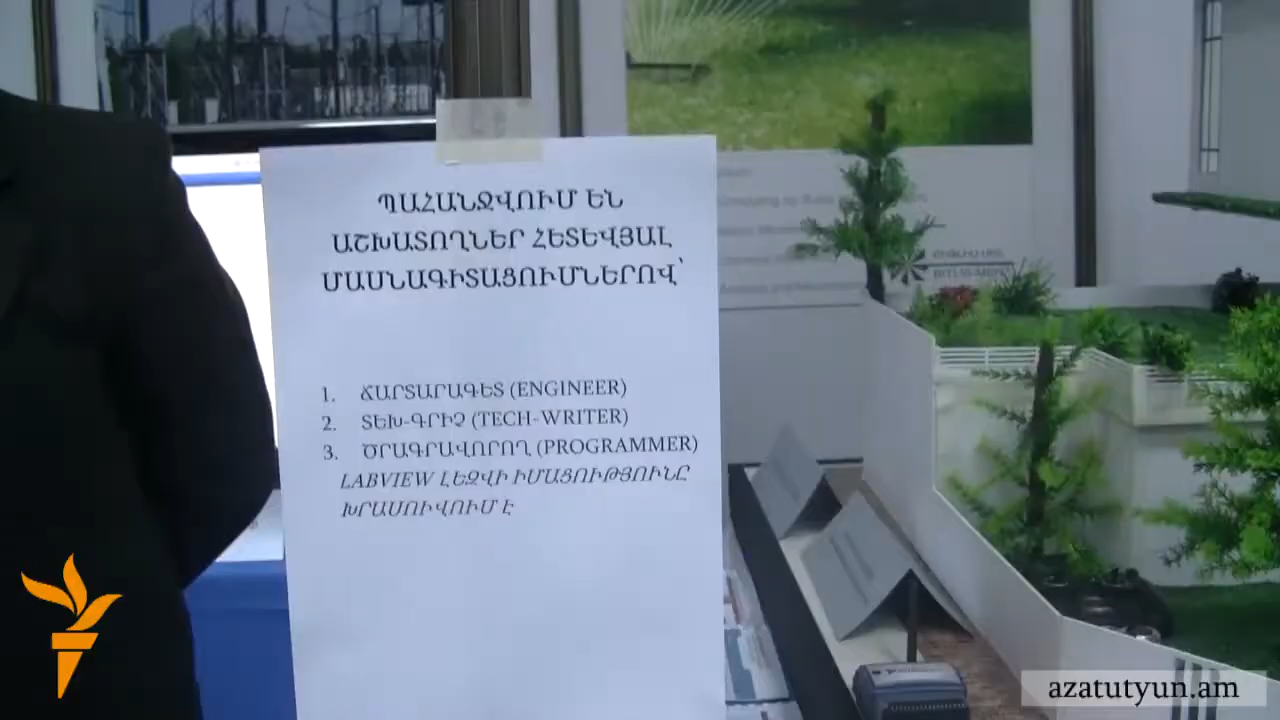 ՊԱՀԱՆՋՎՈՒՄ ԵՆ
ԱՇԽԱՏՈՂՆԵՐ ՀԵՏԵՎՅԱԼ
ՄԱՍՆԱԳԻՏԱՑՈՒՄՆԵՐՈՎ՝
1. ՃԱՐՏԱՐԱԳԵՏ (ENGINEER)
2. ՏԵԽ-ԳՐԻՉ (TECH-WRITER)
3. ԾՐԱԳՐԱՎՈՐՈՂ (PROGRAMMER)
LABVIEW ԼԵԶՎԻ ԻՄԱՑՈՒԹՅՈՒՆԸ
ԽՐԱՍՈՒՎՈՒՄ Է
azatutyun.am